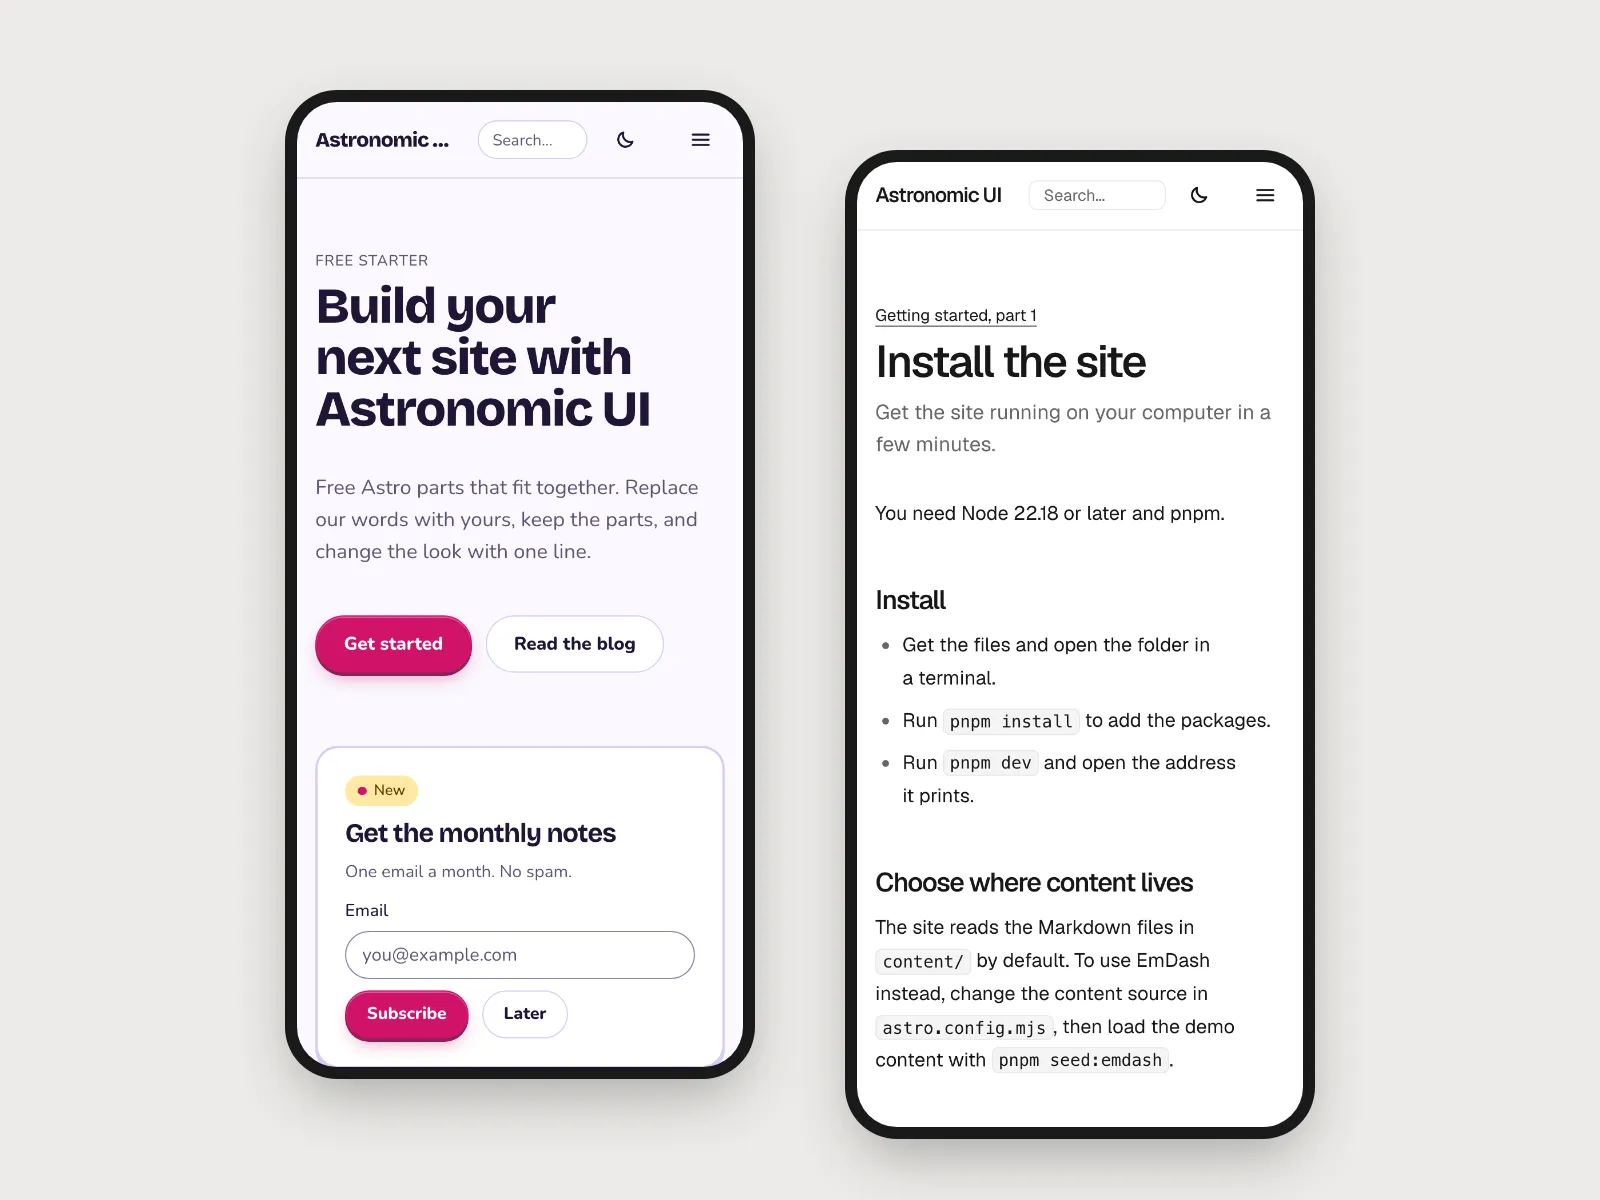 Astronomic ...
Search...
FREE STARTER
Build your
next site with
Astronomic UI
Free Astro parts that fit together. Replace
our words with yours, keep the parts, and
change the look with one line.
Get started
Read the blog
New
Get the monthly notes
One email a month. No spam.
Email
you@example.com
Subscribe
Later
Astronomic UI
Search...
Getting started, part 1
Install the site
Get the site running on your computer in a
few minutes.
You need Node 22.18 or later and pnpm.
Install
• Get the files and open the folder in
a terminal.
• Run pnpm install to add the packages.
• Run pnpm dev and open the address
it prints.
Choose where content lives
The site reads the Markdown files in
content/ by default. To use EmDash
instead, change the content source in
astro.config.mjs, then load the demo
content with pnpm seed:emdash.